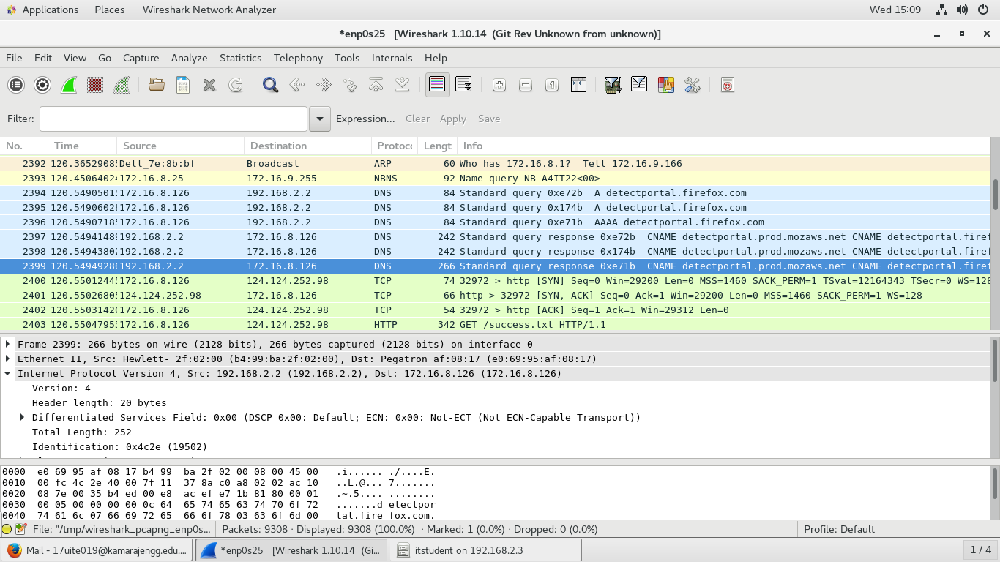 Applications Places Wireshark Network Analyzer Wed 15:09
*enp0s25 [Wireshark 1.10.14 (Git Rev Unknown from unknown)]
File Edit View Go Capture Analyze Statistics Telephony Tools Internals Help
Filter: Expression... Clear Apply Save
No. Time Source Destination Protoc Lengt Info
2392 120.36529085 Dell_7e:8b:bf Broadcast ARP 60 Who has 172.16.8.1? Tell 172.16.9.166
2393 120.4506402 172.16.8.25 172.16.9.255 NBNS 92 Name query NB A4IT22<00>
2394 120.5490501 172.16.8.126 192.168.2.2 DNS 84 Standard query 0xe72b A detectportal.firefox.com
2395 120.5490602 172.16.8.126 192.168.2.2 DNS 84 Standard query 0x174b A detectportal.firefox.com
2396 120.5490718 172.16.8.126 192.168.2.2 DNS 84 Standard query 0xe71b AAAA detectportal.firefox.com
2397 120.5494148 192.168.2.2 172.16.8.126 DNS 242 Standard query response 0xe72b CNAME detectportal.prod.mozaws.net CNAME detectportal.firef
2398 120.5494380 192.168.2.2 172.16.8.126 DNS 242 Standard query response 0x174b CNAME detectportal.prod.mozaws.net CNAME detectportal.firef
2399 120.5494928 192.168.2.2 172.16.8.126 DNS 266 Standard query response 0xe71b CNAME detectportal.prod.mozaws.net CNAME detectportal.firef
2400 120.5501244 172.16.8.126 124.124.252.98 TCP 74 32972 > http [SYN] Seq=0 Win=29200 Len=0 MSS=1460 SACK_PERM=1 TSval=12164343 TSecr=0 WS=128
2401 120.5502680 124.124.252.98 172.16.8.126 TCP 66 http > 32972 [SYN, ACK] Seq=0 Ack=1 Win=29200 Len=0 MSS=1460 SACK_PERM=1 WS=128
2402 120.5503142 172.16.8.126 124.124.252.98 TCP 54 32972 > http [ACK] Seq=1 Ack=1 Win=29312 Len=0
2403 120.5504795 172.16.8.126 124.124.252.98 HTTP 342 GET /success.txt HTTP/1.1
Frame 2399: 266 bytes on wire (2128 bits), 266 bytes captured (2128 bits) on interface 0
Ethernet II, Src: Hewlett-_2f:02:00 (b4:99:ba:2f:02:00), Dst: Pegatron_af:08:17 (e0:69:95:af:08:17)
Internet Protocol Version 4, Src: 192.168.2.2 (192.168.2.2), Dst: 172.16.8.126 (172.16.8.126)
Version: 4
Header length: 20 bytes
Differentiated Services Field: 0x00 (DSCP 0x00: Default; ECN: 0x00: Not-ECT (Not ECN-Capable Transport))
Total Length: 252
Identification: 0x4c2e (19502)
0000 e0 69 95 af 08 17 b4 99 ba 2f 02 00 08 00 45 00 .i...... ./....E.
0010 00 fc 4c 2e 40 00 7f 11 37 8a c0 a8 02 02 ac 10 ..L.@... 7.......
0020 08 7e 00 35 b4 ed 00 e8 ac ef e7 1b 81 80 00 01 .~.5.... ........
0030 00 05 00 00 00 00 0c 64 65 74 65 63 74 70 6f 72 .......d etectpor
0040 74 61 6c 07 66 69 72 65 66 6f 78 03 63 6f 6d 00 tal.fire fox.com.
File: "/tmp/wireshark_pcapng_enp0s... Packets: 9308 · Displayed: 9308 (100.0%) · Marked: 1 (0.0%) · Dropped: 0 (0.0%) Profile: Default
Mail - 17uite019@kamarajengg.edu.... *enp0s25 [Wireshark 1.10.14 (Gi... itstudent on 192.168.2.3 1 / 4